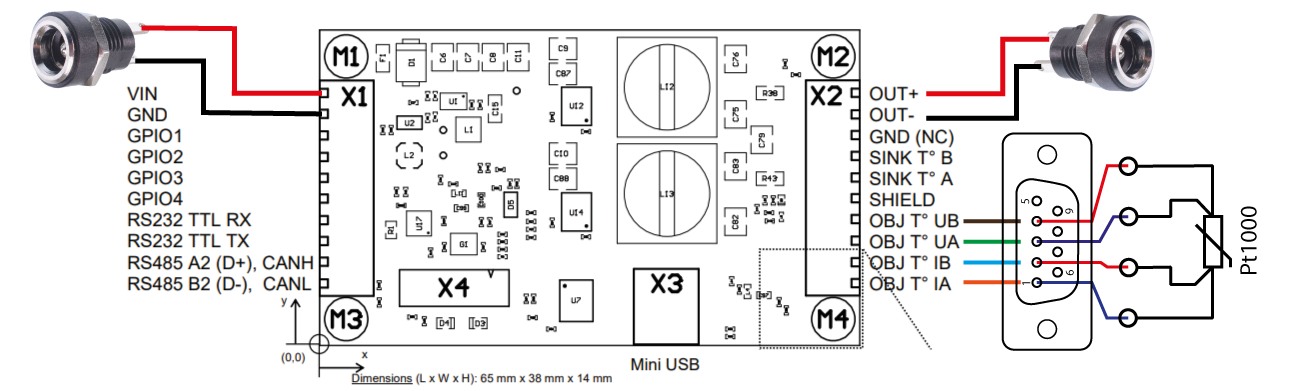 M1
F1
D1
C6
C7
C8
C11
C9
C87
C76
M2
VIN
X1
U1
C15
U12
LI2
R38
X2
OUT+
GND
U2
LI
C75
OUT-
GPIO1
C79
GND (NC)
GPIO2
L2
C10
C83
SINK T° B
GPIO3
C88
LI3
R43
SINK T° A
GPIO4
D5
SHIELD
5
9
RS232 TTL RX
R1
U17
U14
C82
OBJ T° UB
RS232 TTL TX
GI
OBJ T° UA
Pt1000
RS485 A2 (D+), CANH
OBJ T° IB
6
RS485 B2 (D-), CANL
X4
U7
X3
OBJ T° IA
1
y
M3
D4
D3
M4
(0,0)
x
Mini USB
Dimensions (L x W x H): 65 mm x 38 mm x 14 mm